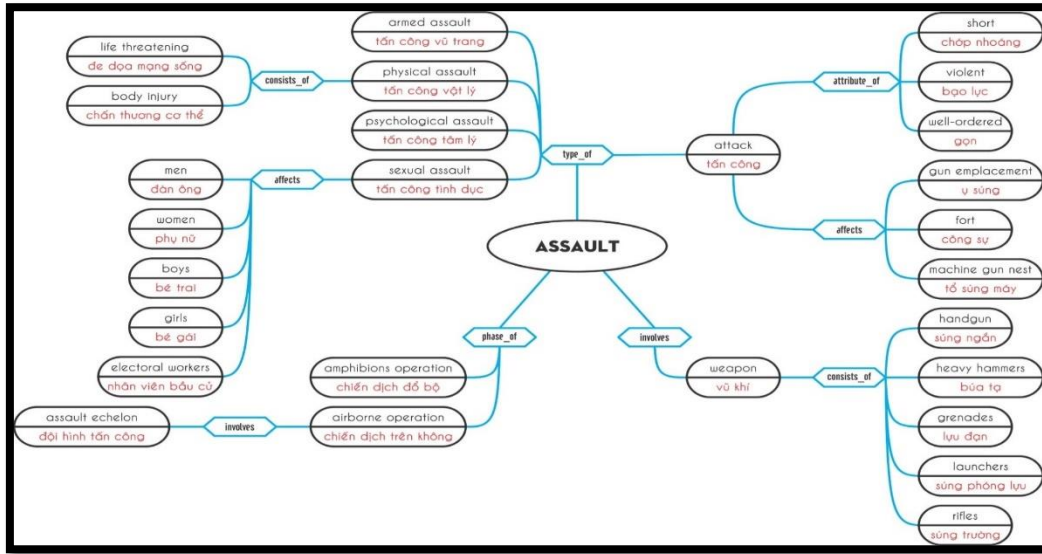 armed assault
tấn công vũ trang
life threatening
đe dọa mạng sống
consists_of
physical assault
tấn công vật lý
body injury
chấn thương cơ thể
psychological assault
tấn công tâm lý
men
đàn ông
affects
sexual assault
tấn công tình dục
women
phụ nữ
boys
bé trai
girls
bé gái
electoral workers
nhân viên bầu cử
type_of
attack
tấn công
attribute_of
short
chớp nhoáng
violent
bạo lực
well-ordered
gọn
affects
gun emplacement
ụ súng
fort
công sự
machine gun nest
tổ súng máy
ASSAULT
phase_of
amphibions operation
chiến dịch đổ bộ
airborne operation
chiến dịch trên không
involves
assault echelon
đội hình tấn công
involves
weapon
vũ khí
consists_of
handgun
súng ngắn
heavy hammers
búa tạ
grenades
lựu đạn
launchers
súng phóng lựu
rifles
súng trường